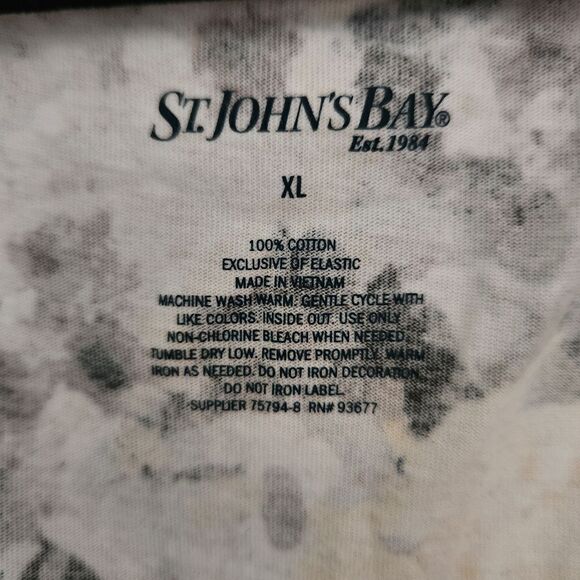 ST. JOHN'S BAY®
Est. 1984
XL
100% COTTON
EXCLUSIVE OF ELASTIC
MADE IN VIETNAM
MACHINE WASH WARM. GENTLE CYCLE WITH
LIKE COLORS. INSIDE OUT. USE ONLY
NON-CHLORINE BLEACH WHEN NEEDED.
TUMBLE DRY LOW. REMOVE PROMPTLY. WARM
IRON AS NEEDED. DO NOT IRON DECORATION.
DO NOT IRON LABEL.
SUPPLIER 75794-8 RN# 93677